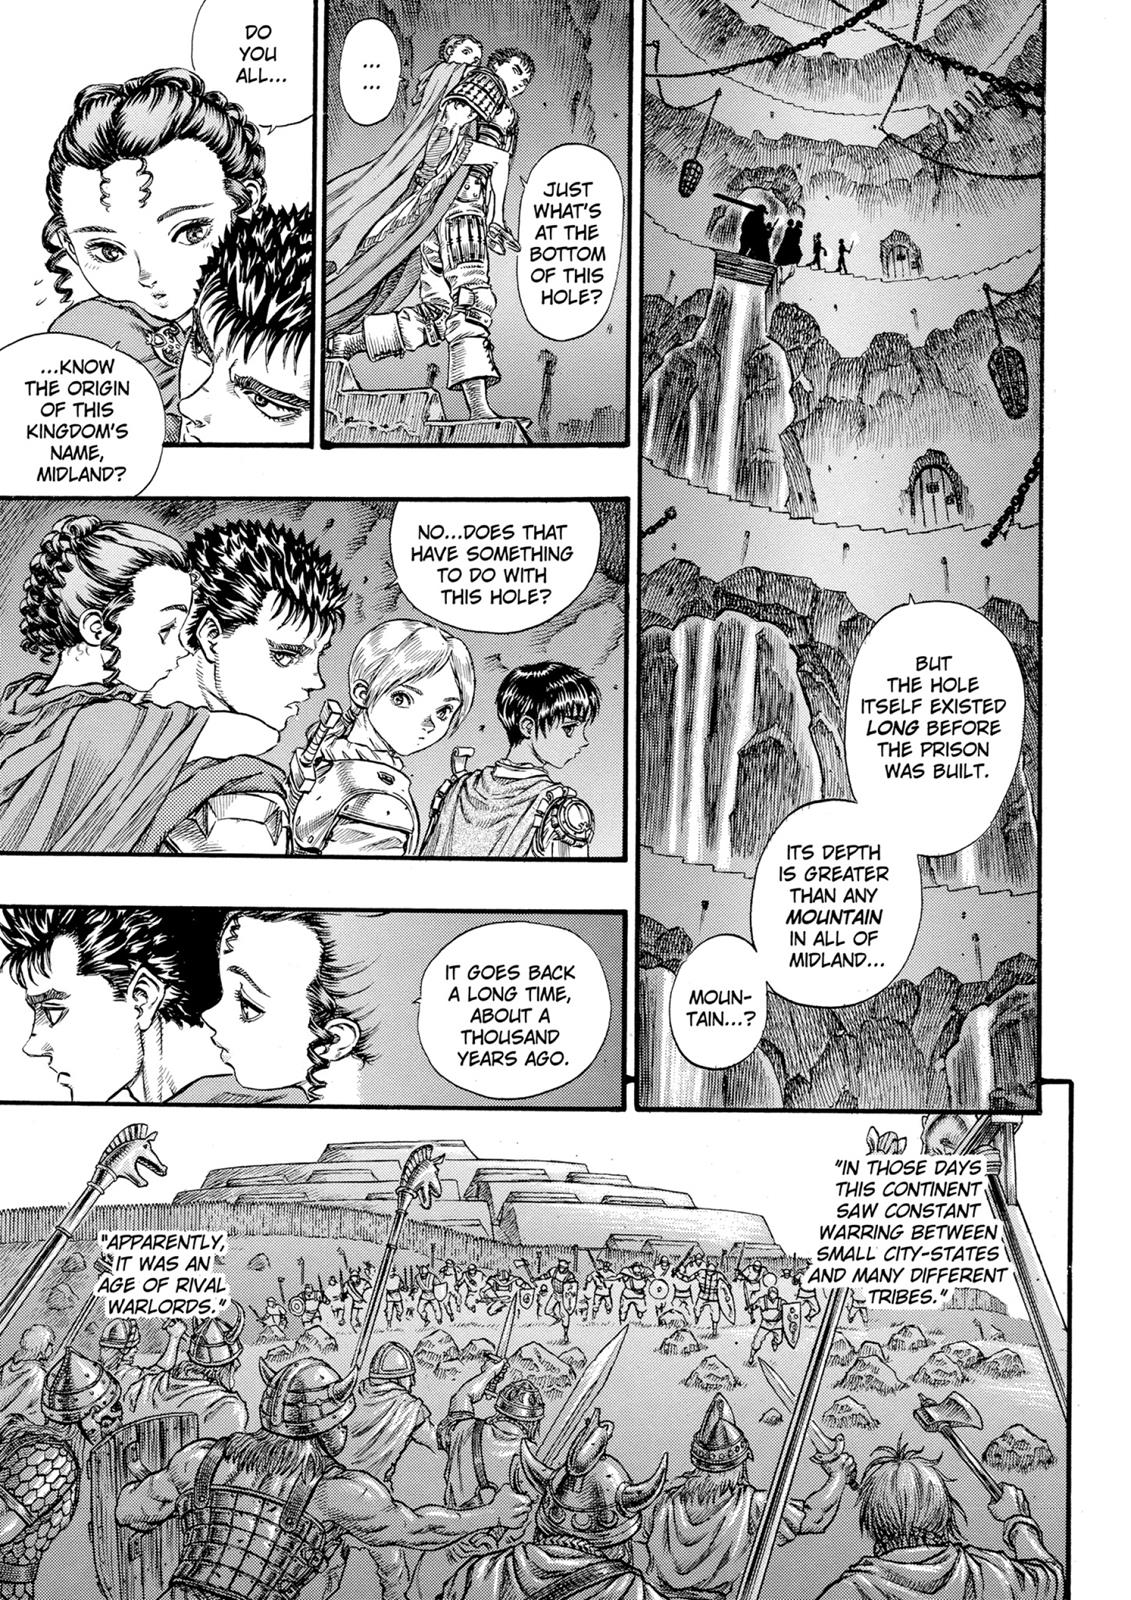 BUT
THE HOLE
ITSELF EXISTED
LONG BEFORE
THE PRISON
WAS BUILT.
ITS DEPTH
IS GREATER
THAN ANY
MOUNTAIN
IN ALL OF
MIDLAND...
MOUN-
TAIN...?
JUST
WHAT'S
AT THE
BOTTOM
OF THIS
HOLE?
...
...
DO
YOU
ALL...
...KNOW
THE ORIGIN
OF THIS
KINGDOM'S
NAME,
MIDLAND?
NO...DOES THAT
HAVE SOMETHING
TO DO WITH
THIS HOLE?
IT GOES BACK
A LONG TIME,
ABOUT A
THOUSAND
YEARS AGO.
"IN THOSE DAYS
THIS CONTINENT
SAW CONSTANT
WARRING BETWEEN
SMALL CITY-STATES
AND MANY DIFFERENT
TRIBES."
"APPARENTLY,
IT WAS AN
AGE OF RIVAL
WARLORDS."